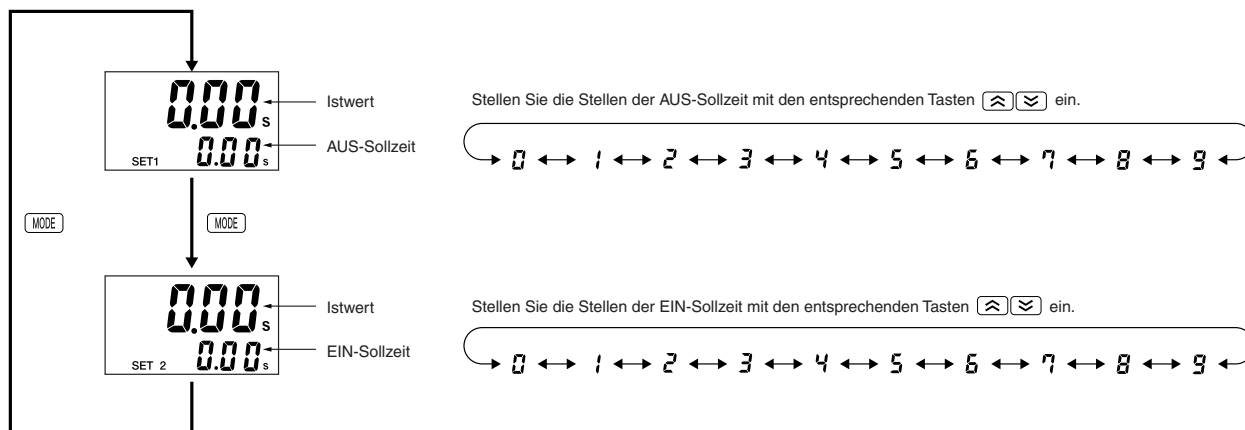 0.00 s
Istwert
Stellen Sie die Stellen der AUS-Sollzeit mit den entsprechenden Tasten ein.
SET1 0.00 s
AUS-Sollzeit
0 1 2 3 4 5 6 7 8 9
MODE MODE
0.00 s
Istwert
Stellen Sie die Stellen der EIN-Sollzeit mit den entsprechenden Tasten ein.
SET 2 0.00 s
EIN-Sollzeit
0 1 2 3 4 5 6 7 8 9